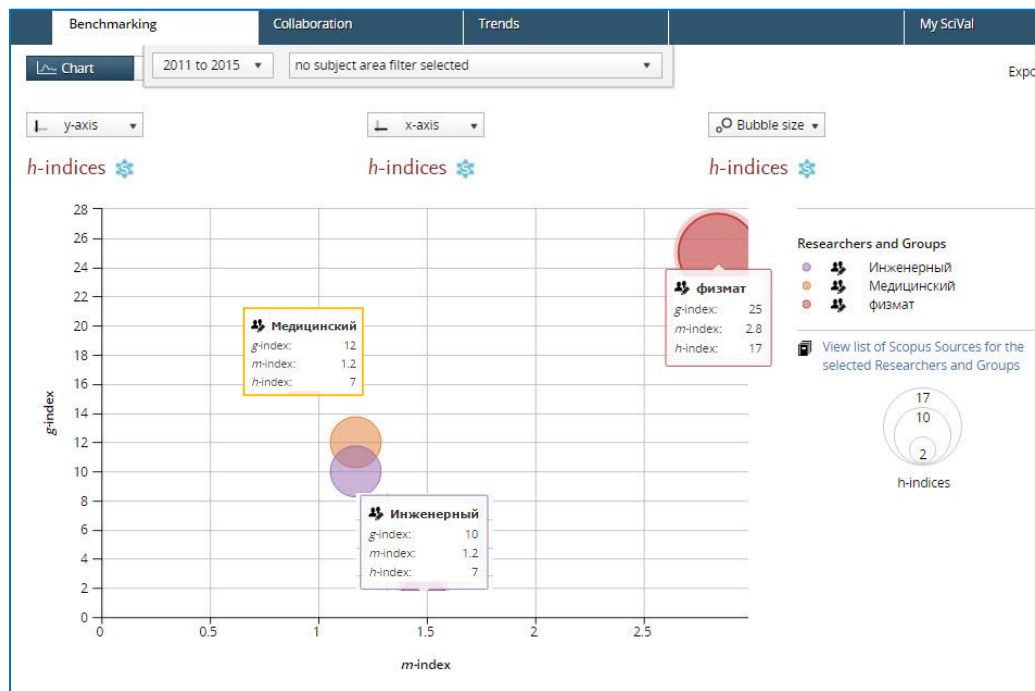 Benchmarking Collaboration Trends My SciVal
Chart 2011 to 2015 no subject area filter selected Expo
y-axis x-axis Bubble size
h-indices h-indices h-indices
28
26
24
22
20
18
16
14
12
10
8
6
4
2
0
g-index
0 0.5 1 1.5 2 2.5
m-index
физмат
g-index: 25
m-index: 2.8
h-index: 17
Медицинский
g-index: 12
m-index: 1.2
h-index: 7
Инженерный
g-index: 10
m-index: 1.2
h-index: 7
Researchers and Groups
Инженерный
Медицинский
физмат
View list of Scopus Sources for the
selected Researchers and Groups
17
10
2
h-indices